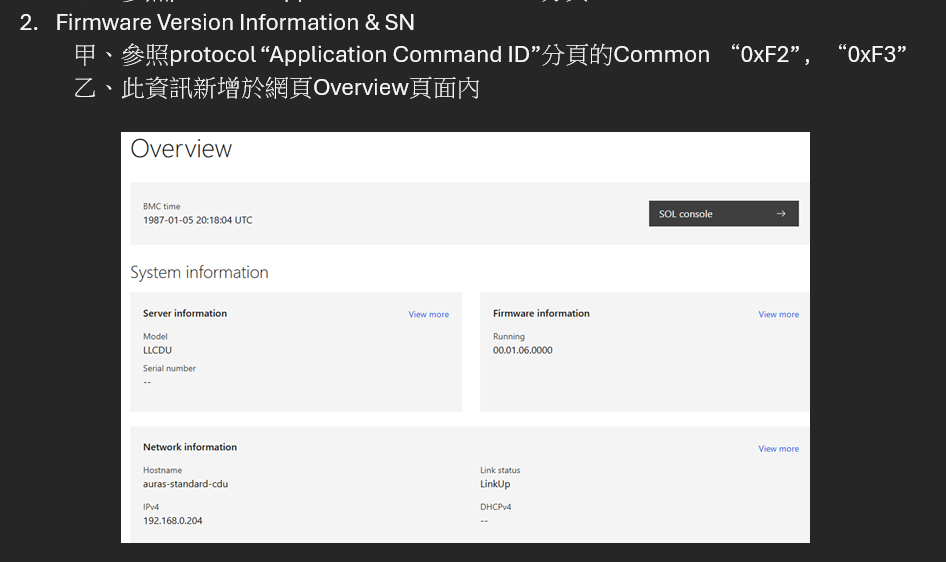 2. Firmware Version Information & SN
甲、參照protocol “Application Command ID”分頁的Common “0xF2”, “0xF3”
乙、此資訊新增於網頁Overview頁面內
Overview
BMC time
1987-01-05 20:18:04 UTC
SOL console →
System information
Server information View more
Model
LLCDU
Serial number
--
Firmware information View more
Running
00.01.06.0000
Network information View more
Hostname
auras-standard-cdu
Link status
LinkUp
IPv4
192.168.0.204
DHCPv4
--